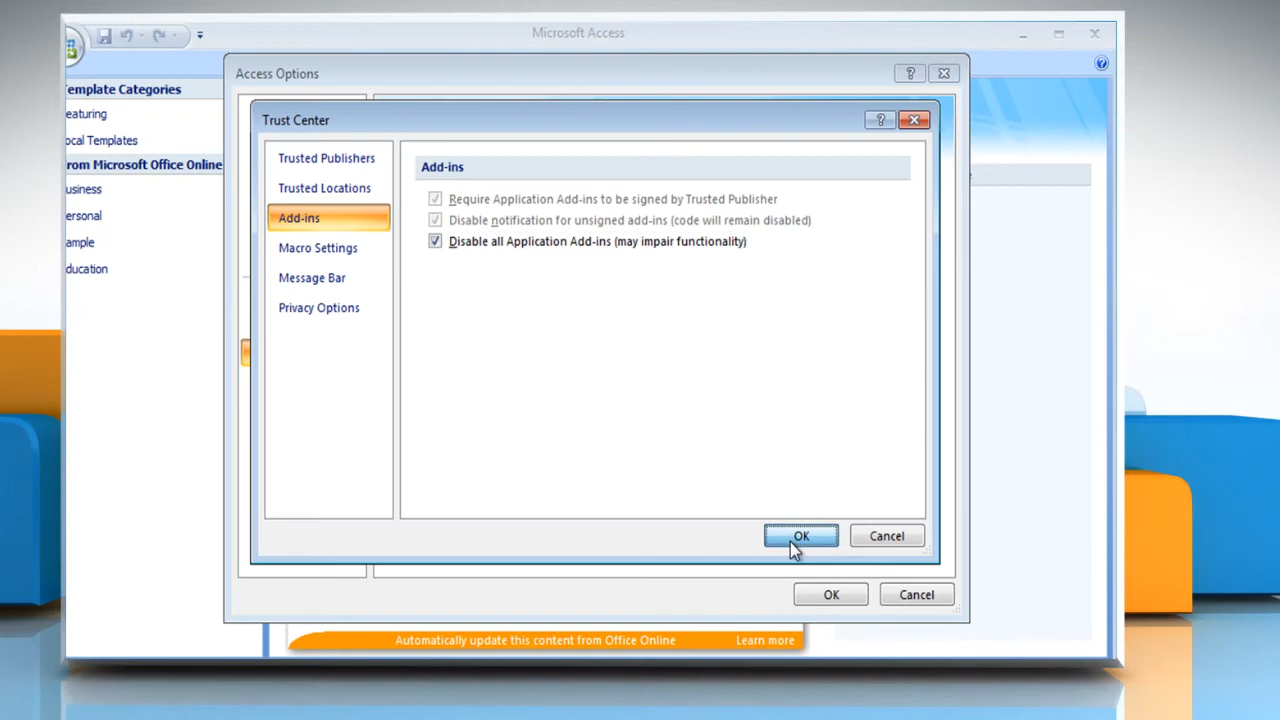 Microsoft Access
Template Categories
eaturing
ocal Templates
rom Microsoft Office Online
usiness
ersonal
ample
ducation
Access Options
?
Trust Center
?
Trusted Publishers
Trusted Locations
Add-ins
Macro Settings
Message Bar
Privacy Options
Add-ins
Require Application Add-ins to be signed by Trusted Publisher
Disable notification for unsigned add-ins (code will remain disabled)
Disable all Application Add-ins (may impair functionality)
OK Cancel
OK Cancel
Automatically update this content from Office Online Learn more